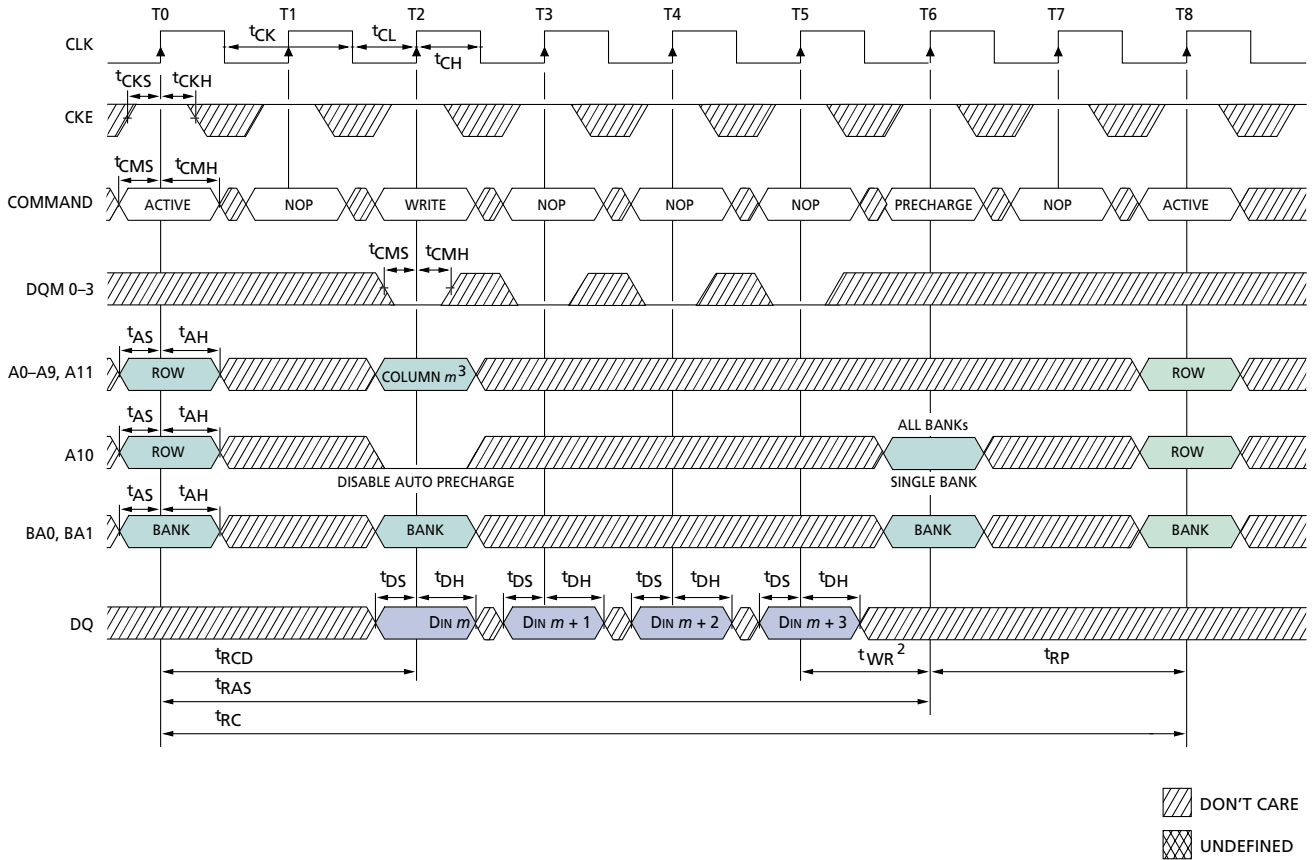 T0 T1 T2 T3 T4 T5 T6 T7 T8
CLK
tCK tCL
tCH
tCKS tCKH
CKE
tCMS tCMH
COMMAND ACTIVE NOP WRITE NOP NOP NOP PRECHARGE NOP ACTIVE
tCMS tCMH
DQM 0–3
tAS tAH
A0–A9, A11 ROW COLUMN m3 ROW
tAS tAH
ALL BANKs
A10 ROW ROW
DISABLE AUTO PRECHARGE SINGLE BANK
tAS tAH
BA0, BA1 BANK BANK BANK BANK
tDS tDH tDS tDH tDS tDH tDS tDH
DQ DIN m DIN m + 1 DIN m + 2 DIN m + 3
tRCD tWR2 tRP
tRAS
tRC
DON'T CARE
UNDEFINED